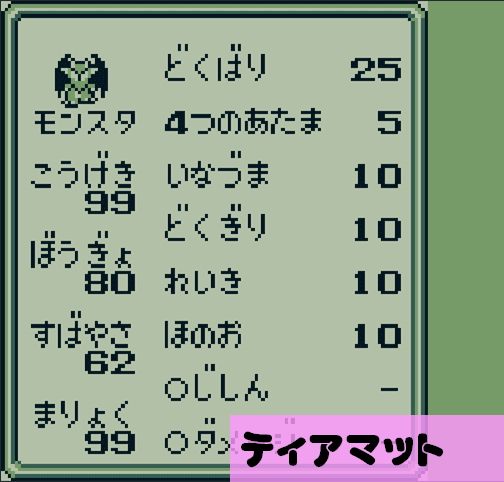 どくばり 25
モンスタ 4つのあたま 5
こうげき いなづま 10
99
どくぎり 10
ぼうぎょ
80 れいき 10
すばやさ ほのお 10
62
○じしん -
まりょく
99
ティアマット